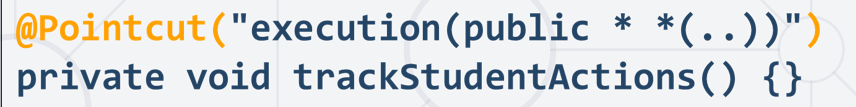 @Pointcut("execution(public * *(..))")
private void trackStudentActions() {}